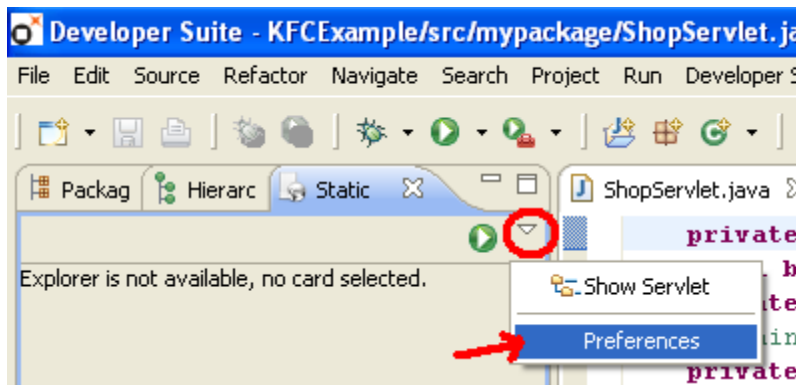 Developer Suite - KFCExample/src/mypackage/ShopServlet.ja
File Edit Source Refactor Navigate Search Project Run Developer S
Packag Hierarc Static ShopServlet.java
private
Explorer is not available, no card selected.
Show Servlet
Preferences
private